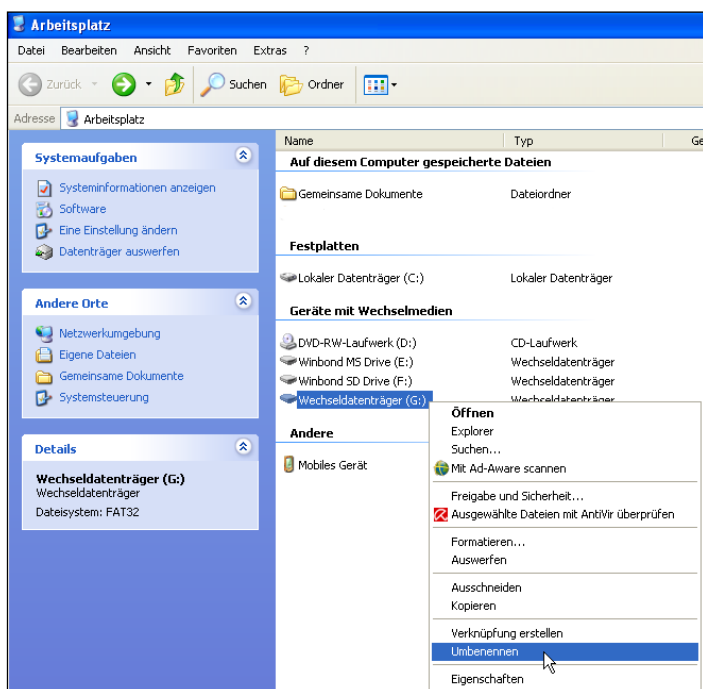 Arbeitsplatz
Datei Bearbeiten Ansicht Favoriten Extras ?
Zurück Suchen Ordner
Adresse Arbeitsplatz
Systemaufgaben
Systeminformationen anzeigen
Software
Eine Einstellung ändern
Datenträger auswerfen
Andere Orte
Netzwerkumgebung
Eigene Dateien
Gemeinsame Dokumente
Systemsteuerung
Details
Wechseldatenträger (G:)
Wechseldatenträger
Dateisystem: FAT32
Name Typ Ge
Auf diesem Computer gespeicherte Dateien
Gemeinsame Dokumente Dateiordner
Festplatten
Lokaler Datenträger (C:) Lokaler Datenträger
Geräte mit Wechselmedien
DVD-RW-Laufwerk (D:) CD-Laufwerk
Winbond MS Drive (E:) Wechseldatenträger
Winbond SD Drive (F:) Wechseldatenträger
Wechseldatenträger (G:) Wechseldatenträger
Andere
Mobiles Gerät
Öffnen
Explorer
Suchen...
Mit Ad-Aware scannen
Freigabe und Sicherheit...
Ausgewählte Dateien mit AntiVir überprüfen
Formatieren...
Auswerfen
Ausschneiden
Kopieren
Verknüpfung erstellen
Umbenennen
Eigenschaften